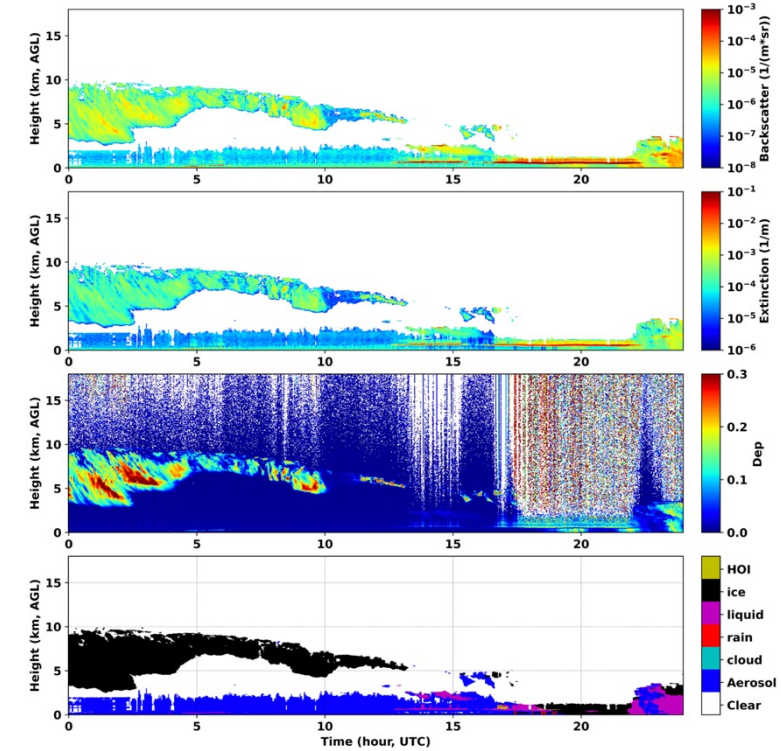 Height (km, AGL)
15
10
5
0
0 5 10 15 20
10⁻³
10⁻⁴
10⁻⁵
10⁻⁶
10⁻⁷
10⁻⁸
Backscatter (1/(m*sr))
Height (km, AGL)
15
10
5
0
0 5 10 15 20
10⁻¹
10⁻²
10⁻³
10⁻⁴
10⁻⁵
10⁻⁶
Extinction (1/m)
Height (km, AGL)
15
10
5
0
0 5 10 15 20
0.3
0.2
0.1
0.0
Dep
Height (km, AGL)
15
10
5
0
0 5 10 15 20
Time (hour, UTC)
HOI
ice
liquid
rain
cloud
Aerosol
Clear